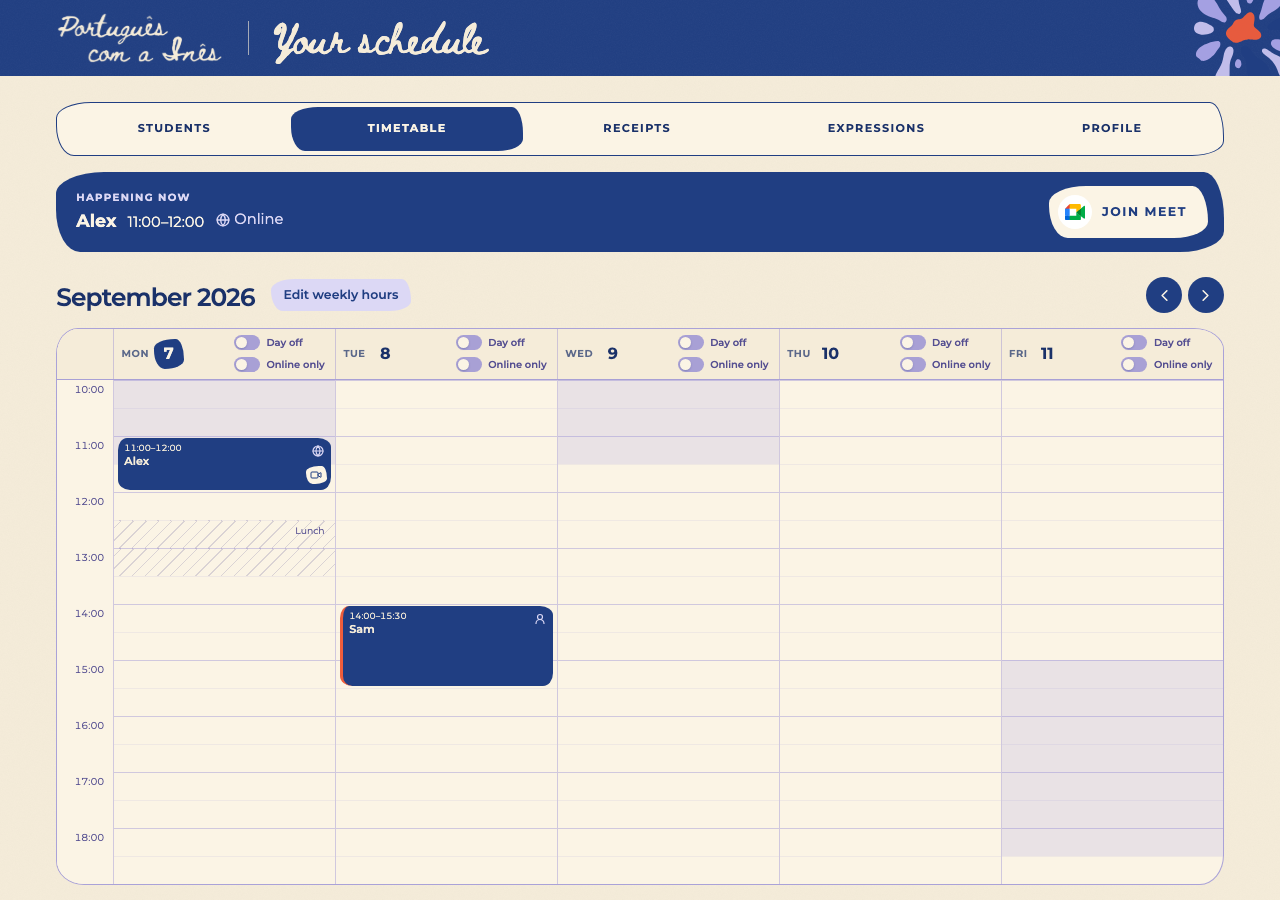 Português
com a Inês
Your schedule
STUDENTS
TIMETABLE
RECEIPTS
EXPRESSIONS
PROFILE
HAPPENING NOW
Alex 11:00–12:00 Online
JOIN MEET
September 2026
Edit weekly hours
MON 7
Day off
Online only
TUE 8
Day off
Online only
WED 9
Day off
Online only
THU 10
Day off
Online only
FRI 11
Day off
Online only
10:00
11:00
11:00–12:00
Alex
12:00
Lunch
13:00
14:00
14:00–15:30
Sam
15:00
16:00
17:00
18:00